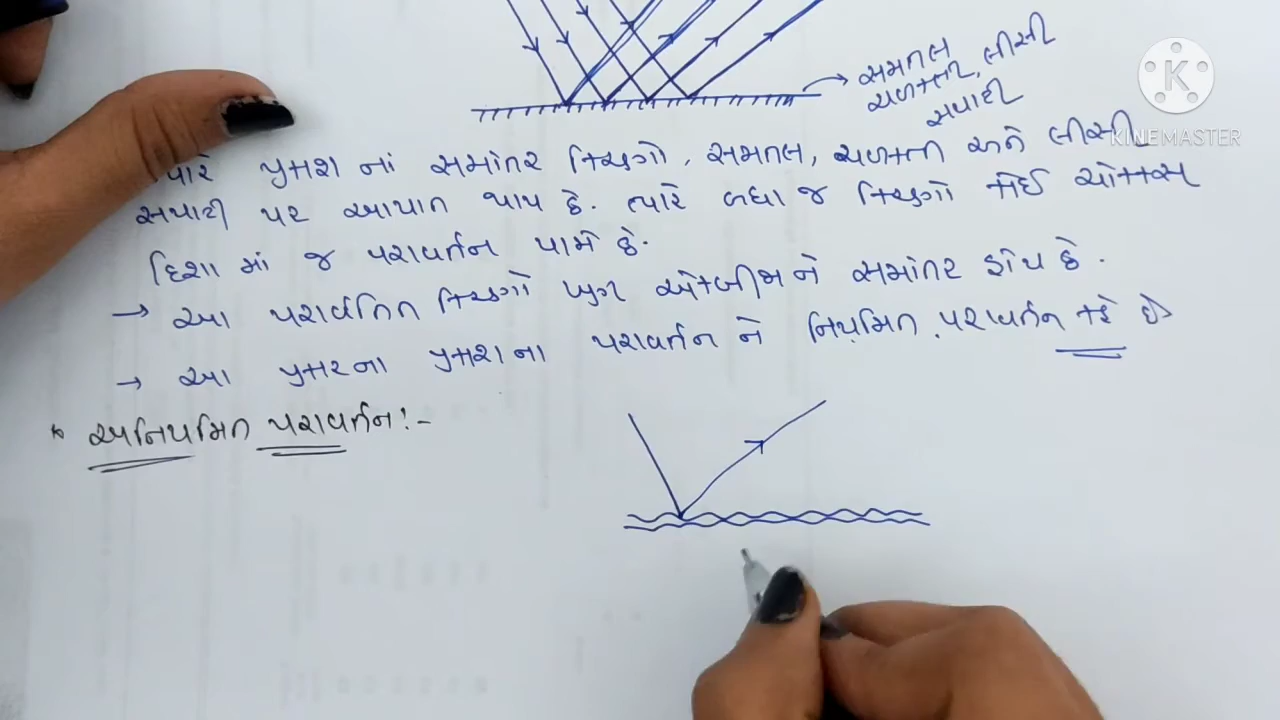 સમતલ
ચળકતી, લીસી
સપાટી
K
KINEMASTER
પારે પ્રકાશ નાં સમાંતર કિરણો, સમતલ, ચળકતી અને લીસી
સપાટી પર આપાત થાય છે. ત્યારે બધા જ કિરણો કોઈ ચોક્કસ
દિશા માં જ પરાવર્તન પામે છે.
→ આ પરાવર્તિત કિરણો પણ એકબીજા ને સમાંતર હોય છે.
→ આ પ્રકારના પ્રકાશના પરાવર્તન ને નિયમિત પરાવર્તન કહે છે
* અનિયમિત પરાવર્તન:-